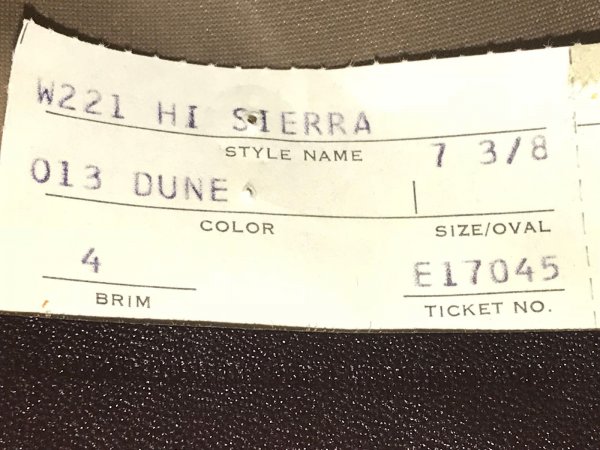 W221 HI SIERRA
STYLE NAME
7 3/8
013 DUNE
COLOR
SIZE/OVAL
4
E17045
BRIM
TICKET NO.